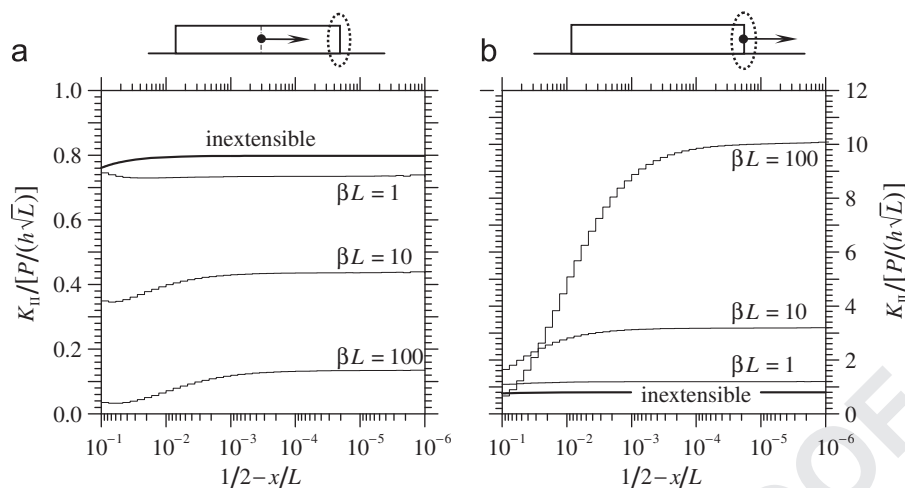 a
b
1.0
0.8
0.6
0.4
0.2
0.0
K_II/[P/(h√L)]
inextensible
βL = 1
βL = 10
βL = 100
10^-1 10^-2 10^-3 10^-4 10^-5 10^-6
1/2−x/L
12
10
8
6
4
2
0
K_II/[P/(h√L)]
βL = 100
βL = 10
βL = 1
inextensible
10^-1 10^-2 10^-3 10^-4 10^-5 10^-6
1/2−x/L
OOF